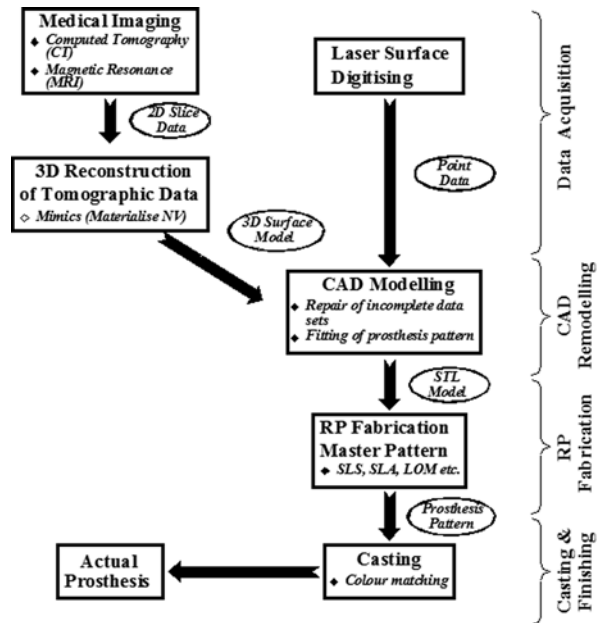 Medical Imaging
◆ Computed Tomography
(CT)
◆ Magnetic Resonance
(MRI)
Laser Surface
Digitising
2D Slice
Data
3D Reconstruction
of Tomographic Data
◇ Mimics (Materialise NV)
Point
Data
3D Surface
Model
Data Acquisition
CAD Modelling
◆ Repair of incomplete data
sets
◆ Fitting of prosthesis pattern
CAD
Remodelling
STL
Model
RP Fabrication
Master Pattern
◆ SLS, SLA, LOM etc.
RP
Fabrication
Prosthesis
Pattern
Actual
Prosthesis
Casting
◆ Colour matching
Casting &
Finishing